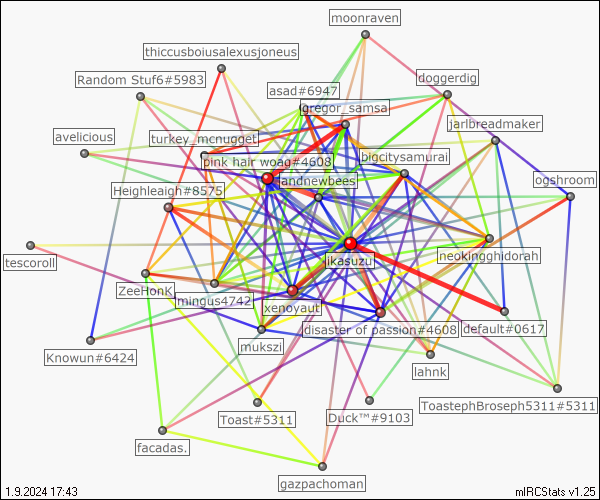 moonraven
thiccusboiusalexusjoneus
Random Stuf6#5983
doggerdig
asad#6947
gregor_samsa
jarlbreadmaker
avelicious
turkey_mcnugget
pink hair woag#4608
bigcitysamurai
landnewbees
ogshroom
Heighleaigh#8575
tescoroll
likasuzu
neokingghidorah
ZeeHonk
mingus4742
xenoyaut
disaster of passion#4608
default#0617
mukszi
Knowun#6424
lahnk
ToastephBroseph5311#5311
Toast#5311
Duck™#9103
facadas.
gazpachoman
1.9.2024 17:43
mIRCStats v1.25